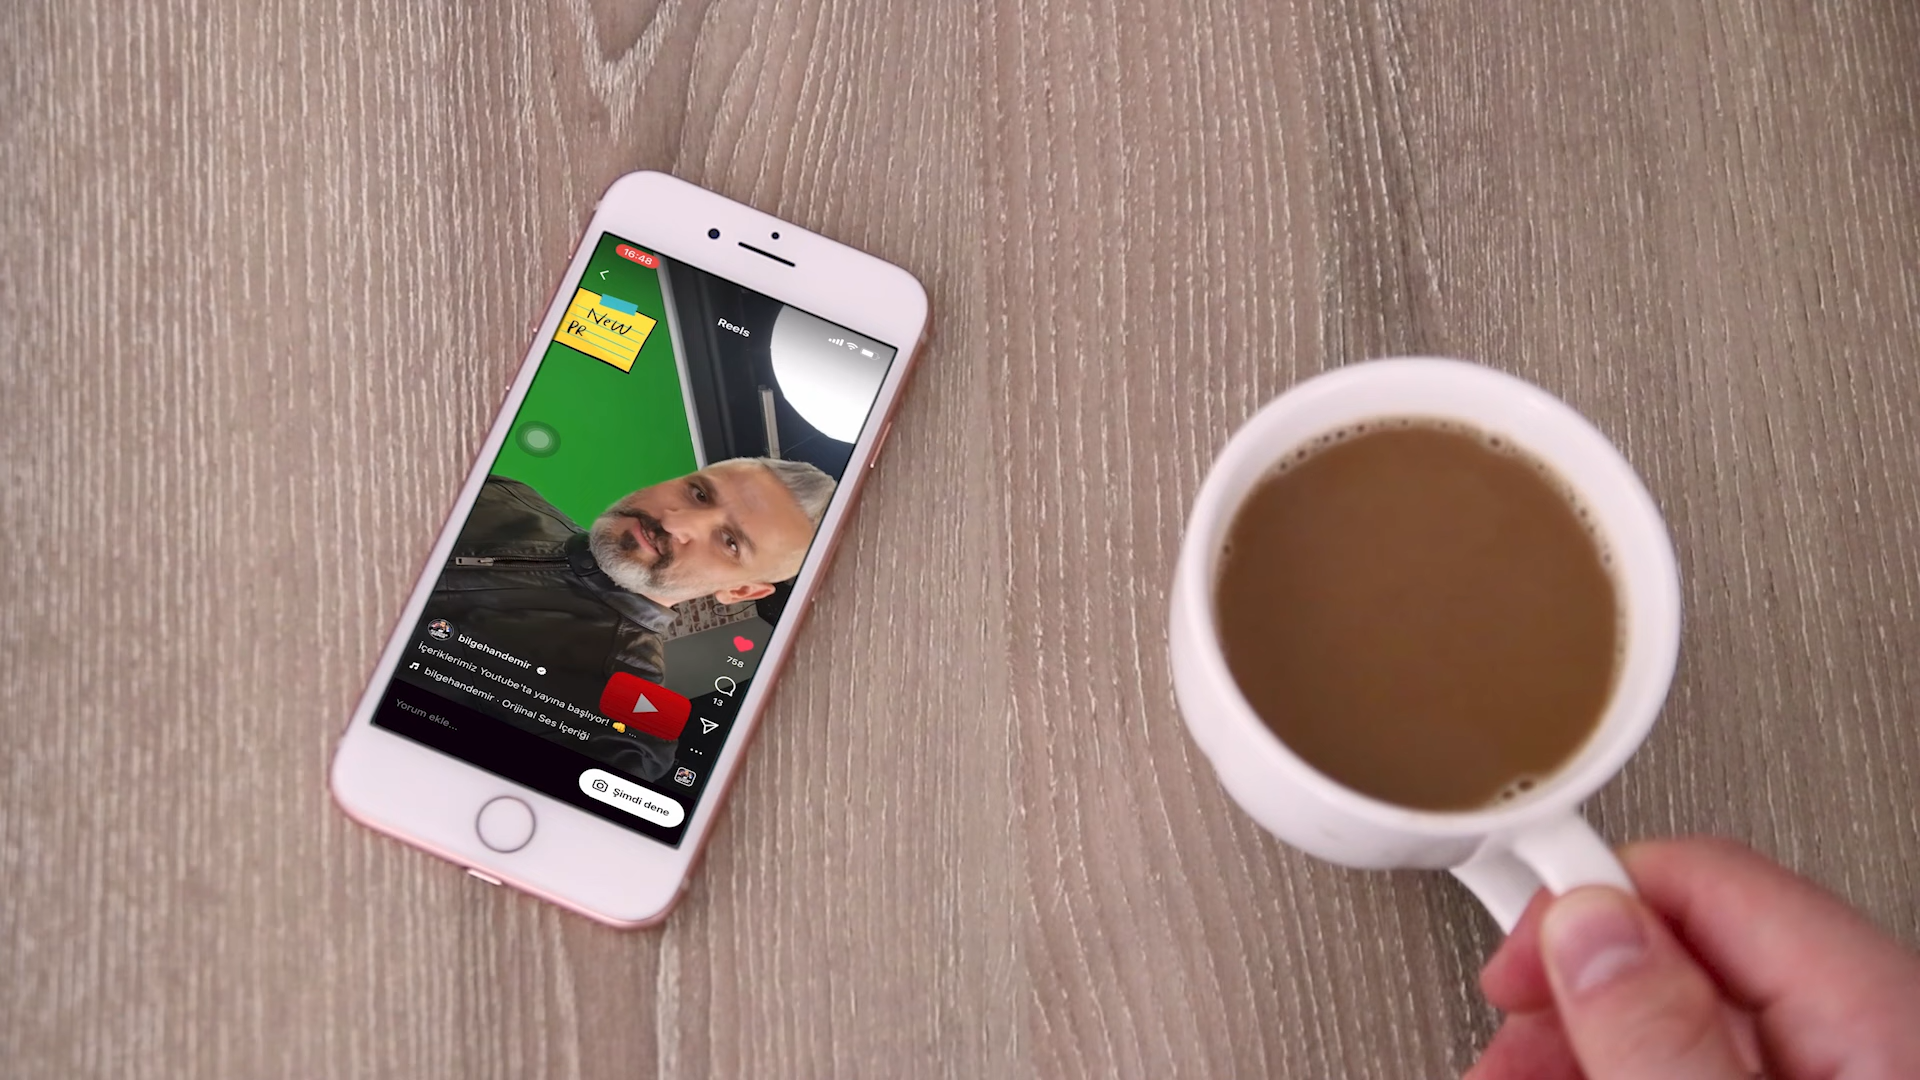 16:48
NeW
PR
Reels
bilgehandemir
İçeriklerimiz Youtube'ta yayına başlıyor! 👊 ...
bilgehandemir · Orijinal Ses İçeriği
758
13
Yorum ekle...
Şimdi dene